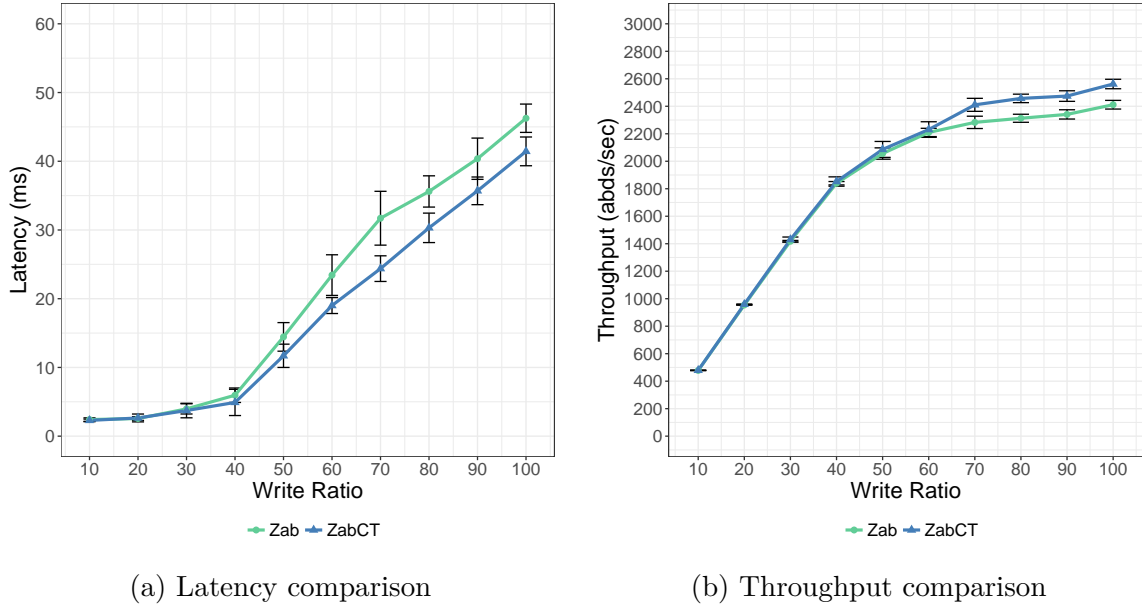 60
50
40
30
20
10
0
Latency (ms)
10 20 30 40 50 60 70 80 90 100
Write Ratio
Zab ZabCT
(a) Latency comparison
3000
2800
2600
2400
2200
2000
1800
1600
1400
1200
1000
800
600
400
200
0
Throughput (abds/sec)
10 20 30 40 50 60 70 80 90 100
Write Ratio
Zab ZabCT
(b) Throughput comparison